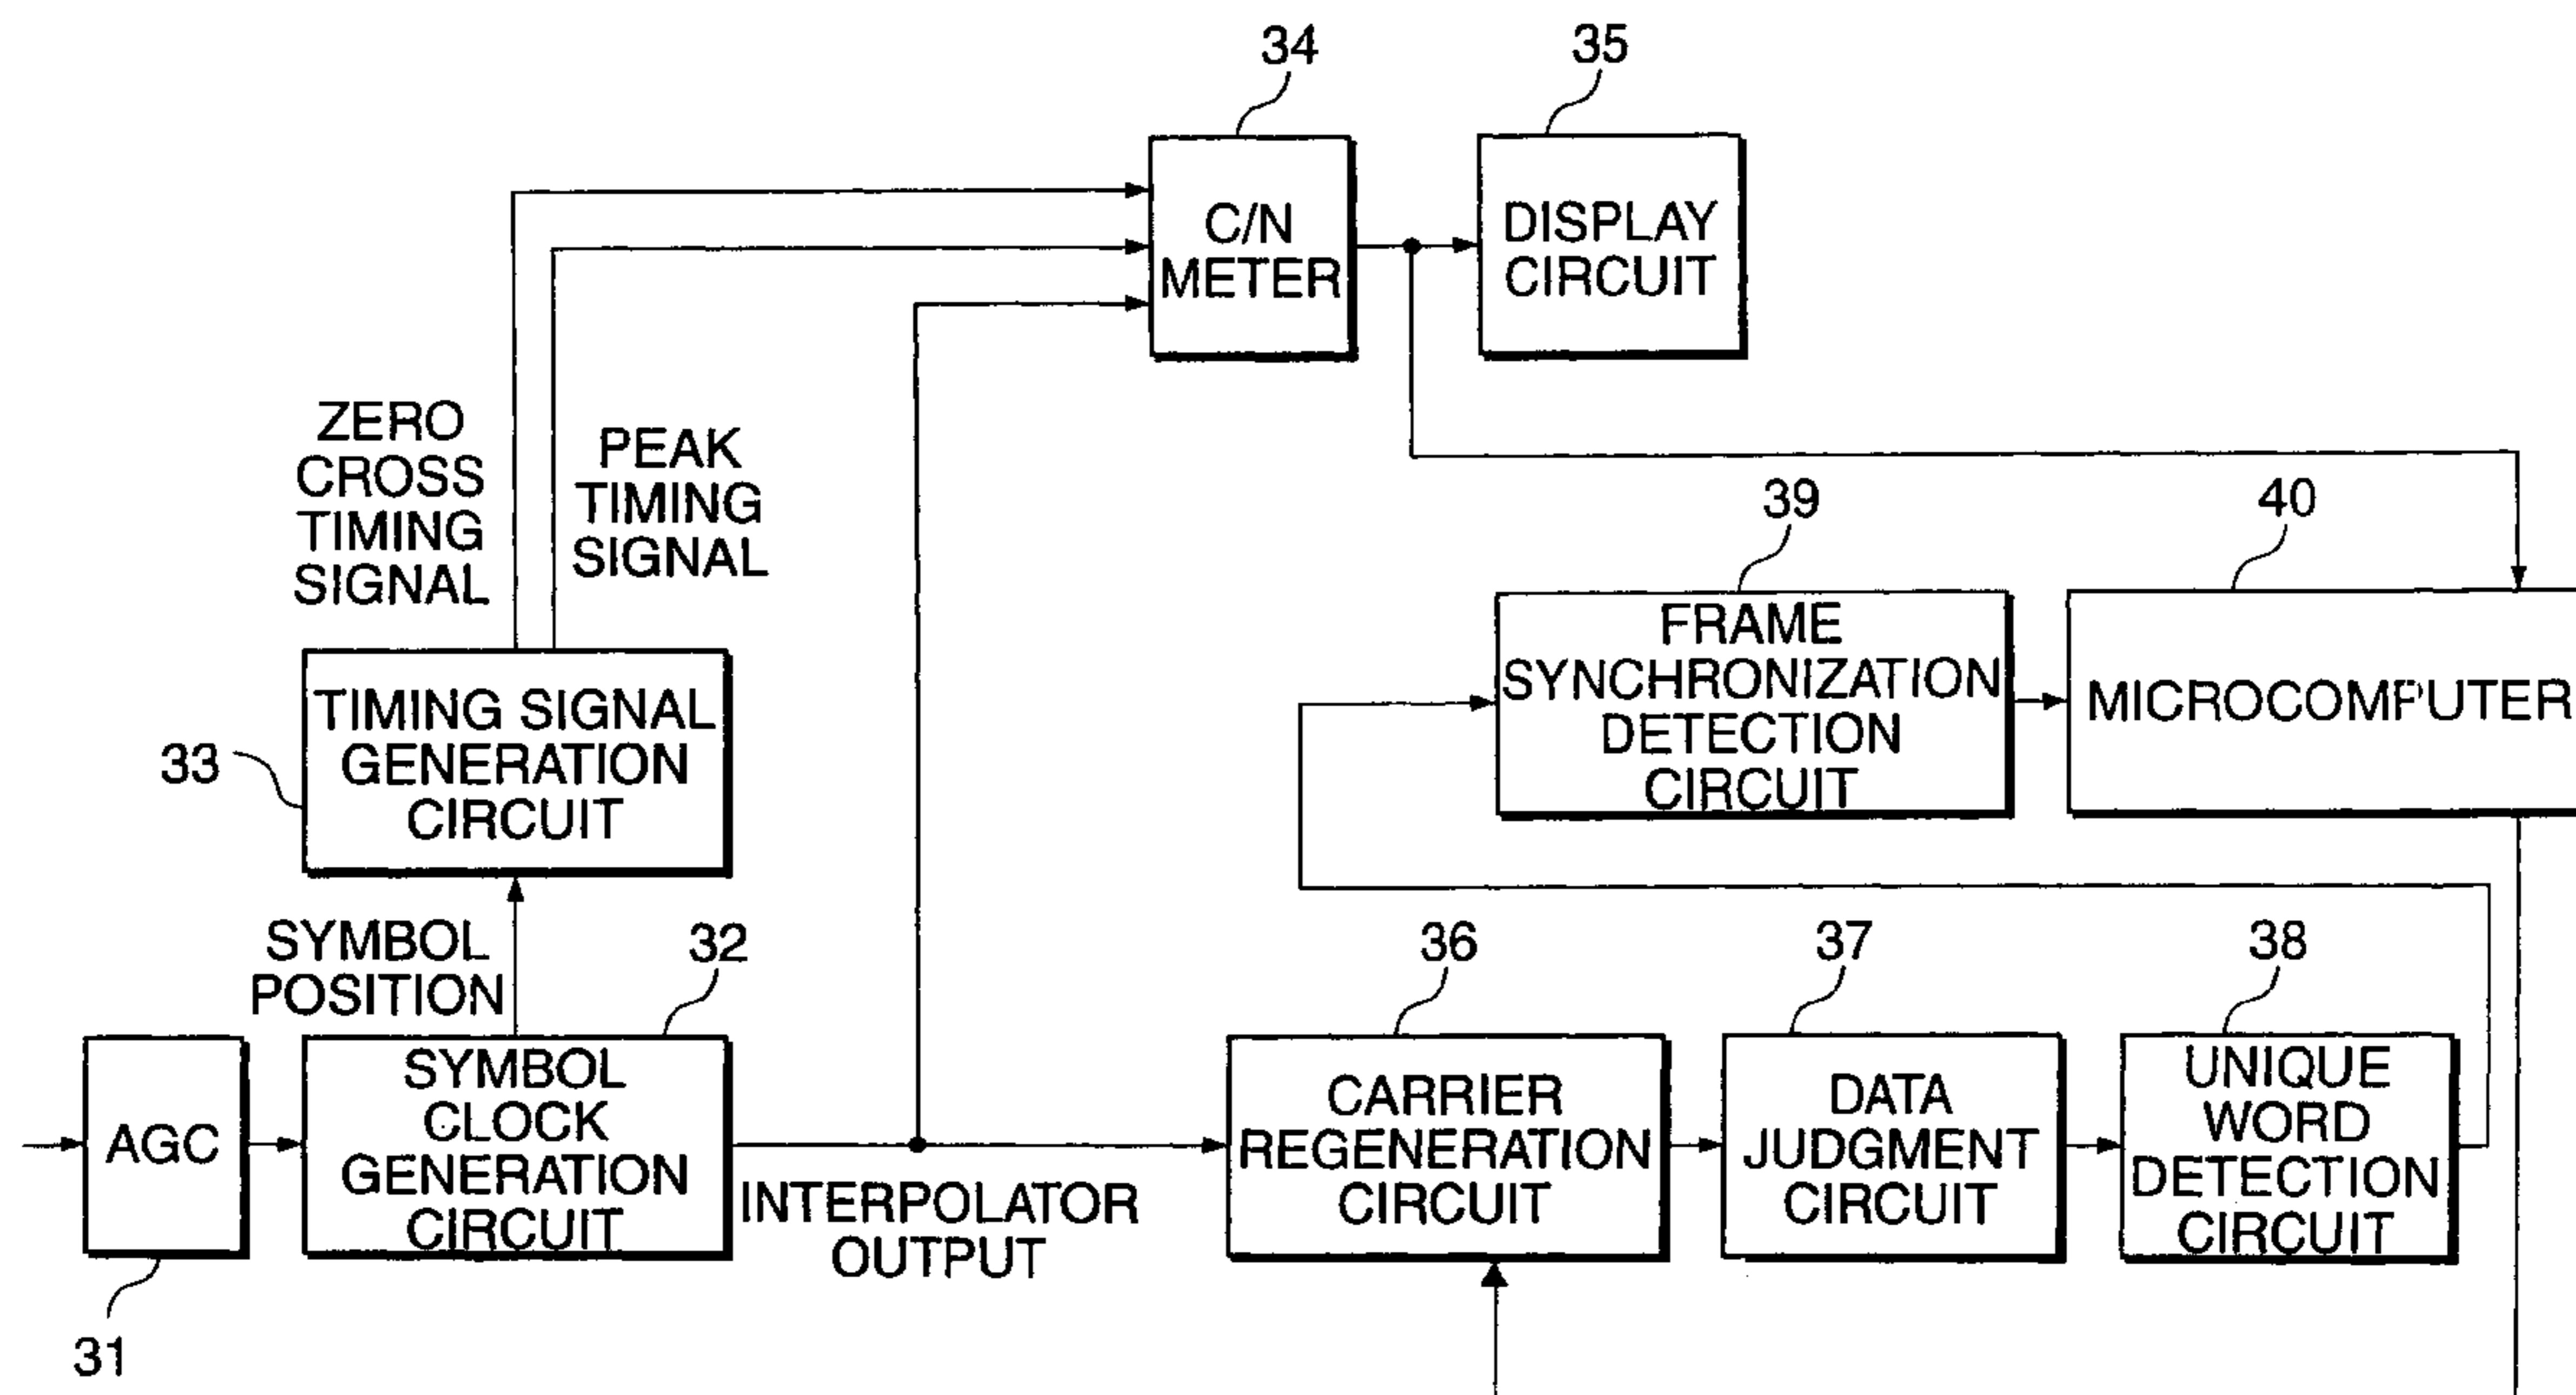 34
35
C/N
METER
DISPLAY
CIRCUIT
ZERO
CROSS
TIMING
SIGNAL
PEAK
TIMING
SIGNAL
39
40
FRAME
SYNCHRONIZATION
DETECTION
CIRCUIT
MICROCOMPUTER
33
TIMING SIGNAL
GENERATION
CIRCUIT
SYMBOL
POSITION
32
36
37
38
AGC
SYMBOL
CLOCK
GENERATION
CIRCUIT
INTERPOLATOR
OUTPUT
CARRIER
REGENERATION
CIRCUIT
DATA
JUDGMENT
CIRCUIT
UNIQUE
WORD
DETECTION
CIRCUIT
31